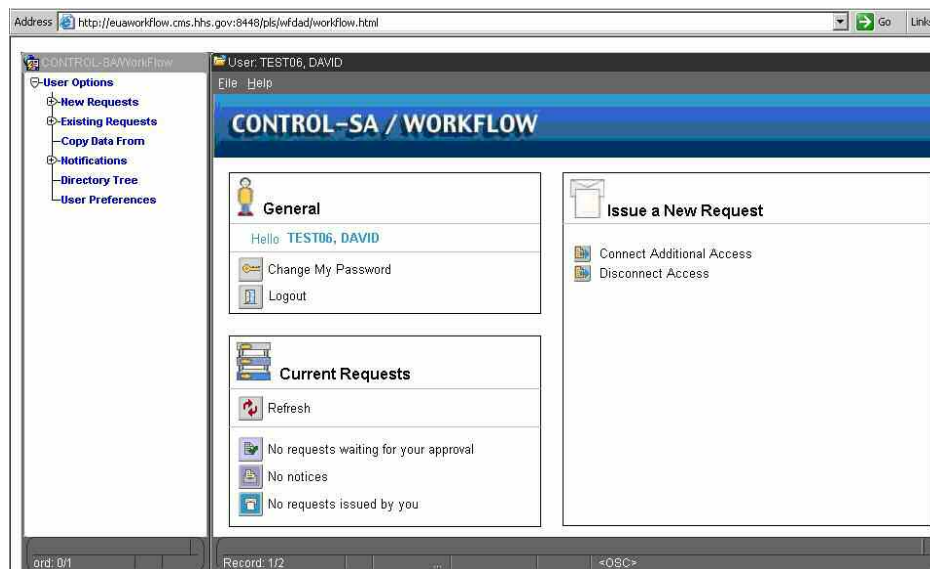 Address http://euaworkflow.cms.hhs.gov:8448/pls/wfdad/workflow.html Go Links
CONTROL-SA/WorkFlow
User Options
New Requests
Existing Requests
Copy Data From
Notifications
Directory Tree
User Preferences
ord: 0/1
User: TEST06, DAVID
File Help
CONTROL-SA / WORKFLOW
General
Hello TEST06, DAVID
Change My Password
Logout
Current Requests
Refresh
No requests waiting for your approval
No notices
No requests issued by you
Issue a New Request
Connect Additional Access
Disconnect Access
Record: 1/2 ... <OSC>